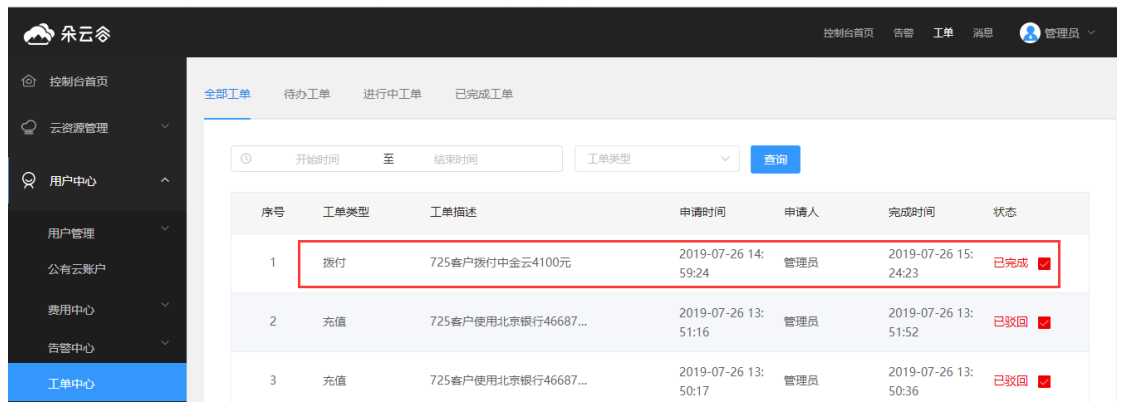 朵云谷
控制台首页 告警 工单 消息 管理员
控制台首页
云资源管理
用户中心
用户管理
公有云账户
费用中心
告警中心
工单中心
全部工单 待办工单 进行中工单 已完成工单
开始时间 至 结束时间 工单类型 查询
序号 工单类型 工单描述 申请时间 申请人 完成时间 状态
1 拨付 725客户拨付中金云4100元 2019-07-26 14: 管理员 2019-07-26 15: 已完成
59:24 24:23
2 充值 725客户使用北京银行46687... 2019-07-26 13: 管理员 2019-07-26 13: 已驳回
51:16 51:52
3 充值 725客户使用北京银行46687... 2019-07-26 13: 管理员 2019-07-26 13: 已驳回
50:17 50:36